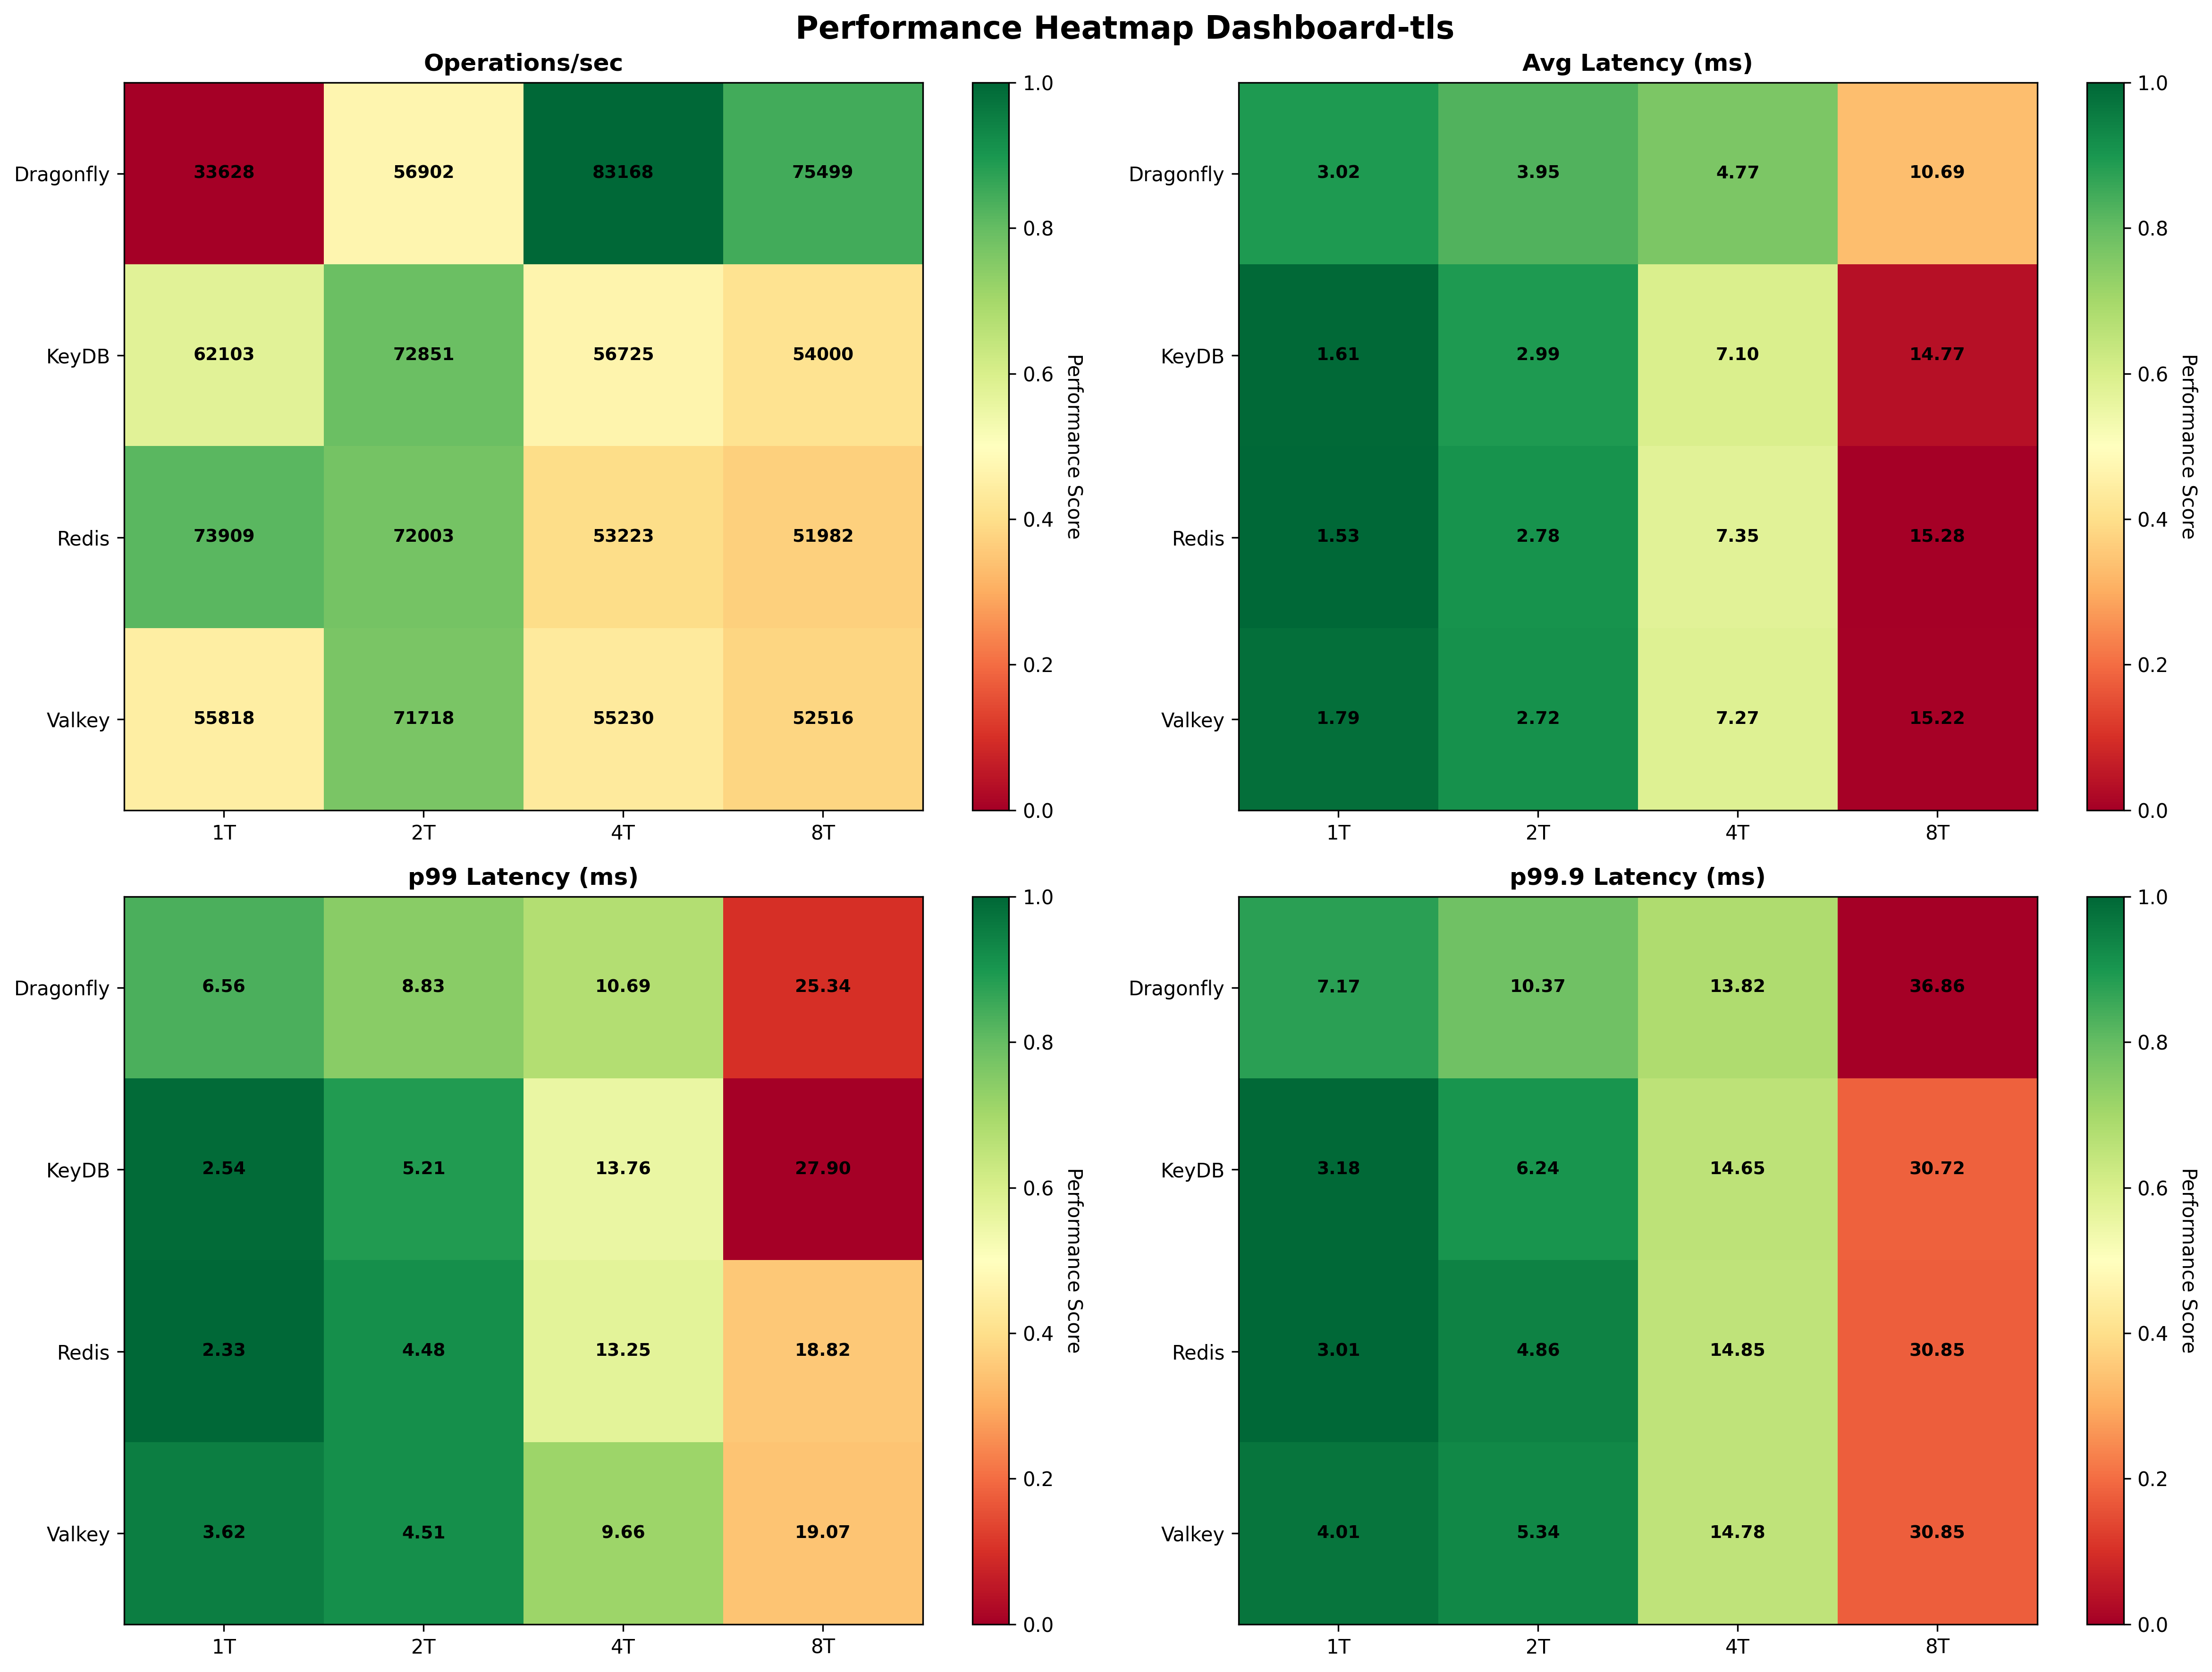 Performance Heatmap Dashboard-tls
Operations/sec
Dragonfly 33628 56902 83168 75499
KeyDB 62103 72851 56725 54000
Redis 73909 72003 53223 51982
Valkey 55818 71718 55230 52516
1T 2T 4T 8T
1.0
0.8
0.6
0.4
0.2
0.0
Performance Score
Avg Latency (ms)
Dragonfly 3.02 3.95 4.77 10.69
KeyDB 1.61 2.99 7.10 14.77
Redis 1.53 2.78 7.35 15.28
Valkey 1.79 2.72 7.27 15.22
1T 2T 4T 8T
1.0
0.8
0.6
0.4
0.2
0.0
Performance Score
p99 Latency (ms)
Dragonfly 6.56 8.83 10.69 25.34
KeyDB 2.54 5.21 13.76 27.90
Redis 2.33 4.48 13.25 18.82
Valkey 3.62 4.51 9.66 19.07
1T 2T 4T 8T
1.0
0.8
0.6
0.4
0.2
0.0
Performance Score
p99.9 Latency (ms)
Dragonfly 7.17 10.37 13.82 36.86
KeyDB 3.18 6.24 14.65 30.72
Redis 3.01 4.86 14.85 30.85
Valkey 4.01 5.34 14.78 30.85
1T 2T 4T 8T
1.0
0.8
0.6
0.4
0.2
0.0
Performance Score